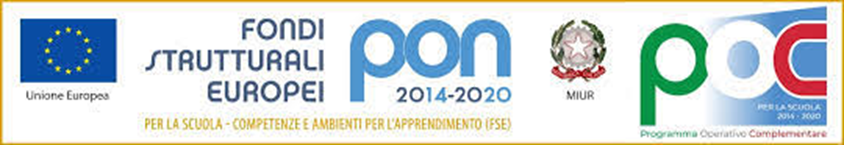 Unione Europea
FONDI
STRUTTURALI
EUROPEI
pon
2014-2020
PER LA SCUOLA - COMPETENZE E AMBIENTI PER L'APPRENDIMENTO (FSE)
MIUR
POC
PER LA SCUOLA
2014 - 2020
Programma Operativo Complementare